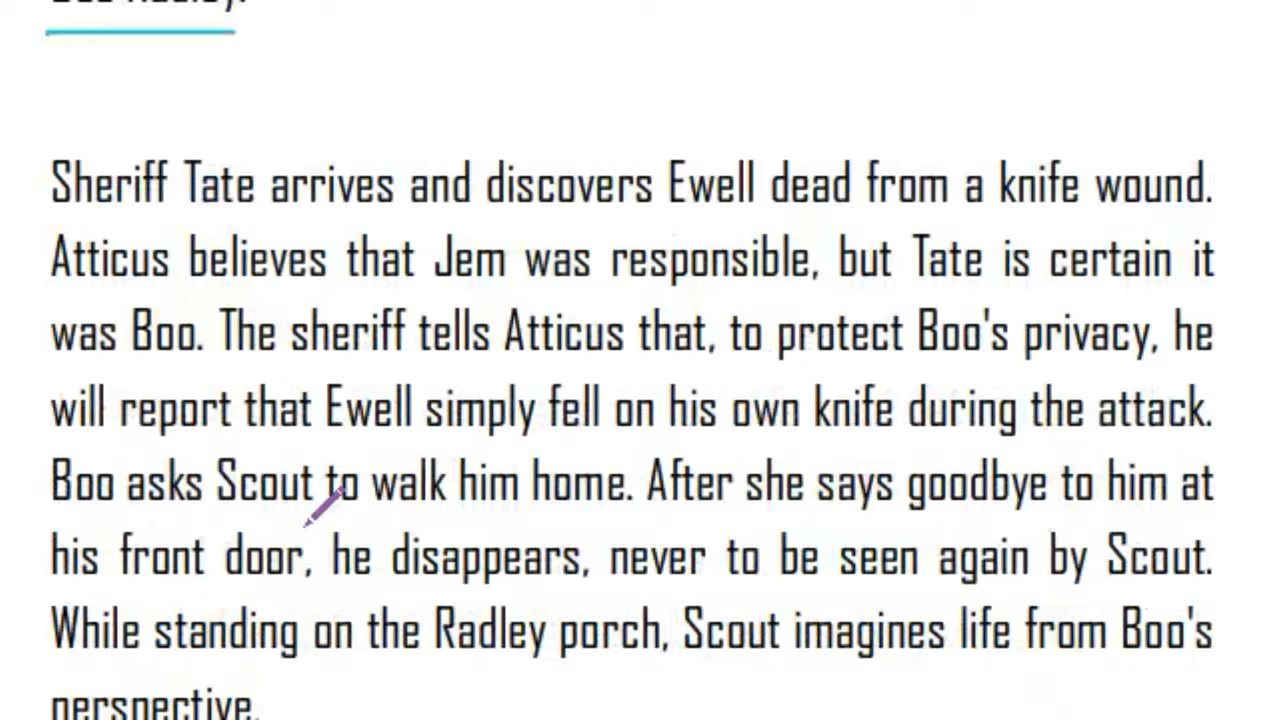 Boo Radley.
Sheriff Tate arrives and discovers Ewell dead from a knife wound.
Atticus believes that Jem was responsible, but Tate is certain it
was Boo. The sheriff tells Atticus that, to protect Boo's privacy, he
will report that Ewell simply fell on his own knife during the attack.
Boo asks Scout to walk him home. After she says goodbye to him at
his front door, he disappears, never to be seen again by Scout.
While standing on the Radley porch, Scout imagines life from Boo's
perspective.